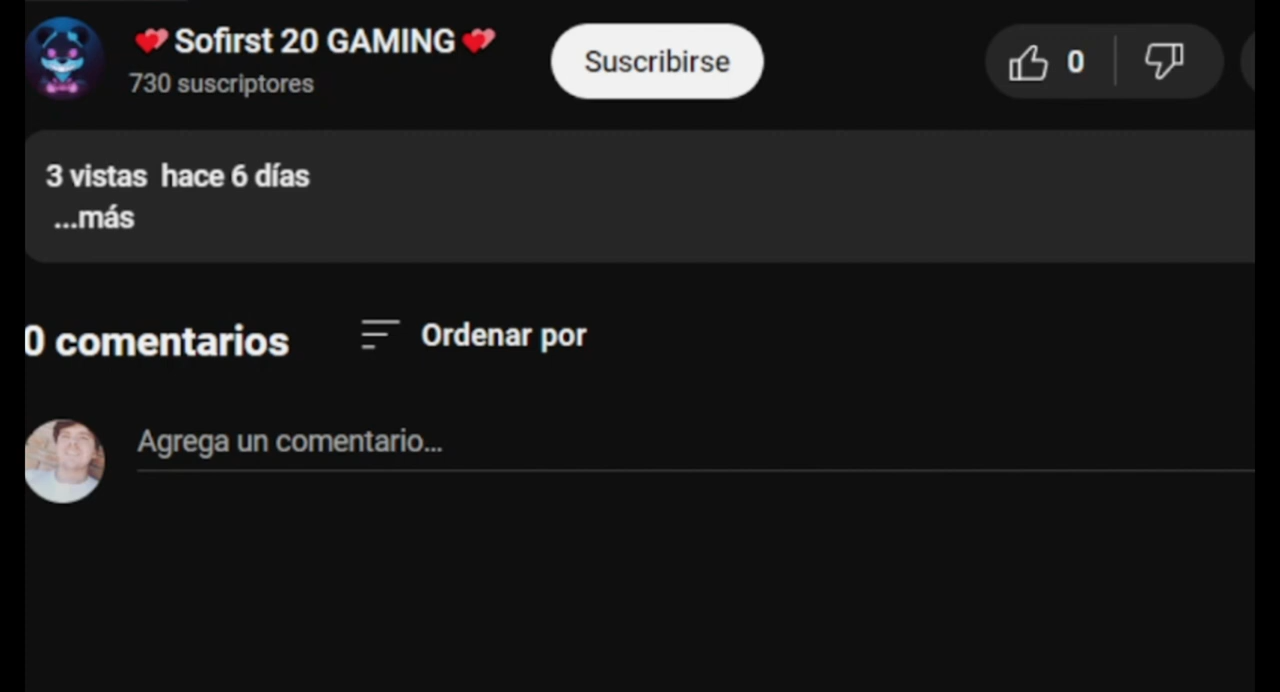 💕 Sofirst 20 GAMING 💕
730 suscriptores
Suscribirse
0
3 vistas hace 6 días
...más
0 comentarios
Ordenar por
Agrega un comentario...